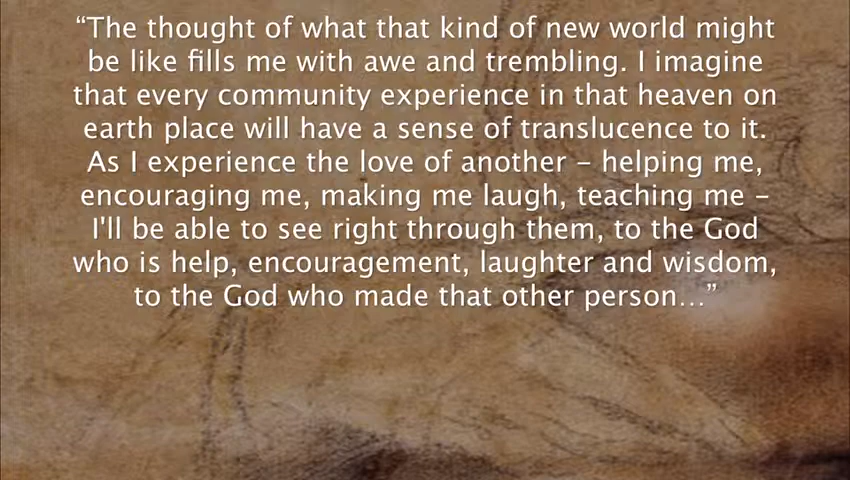 “The thought of what that kind of new world might
be like fills me with awe and trembling. I imagine
that every community experience in that heaven on
earth place will have a sense of translucence to it.
As I experience the love of another – helping me,
encouraging me, making me laugh, teaching me –
I'll be able to see right through them, to the God
who is help, encouragement, laughter and wisdom,
to the God who made that other person…”